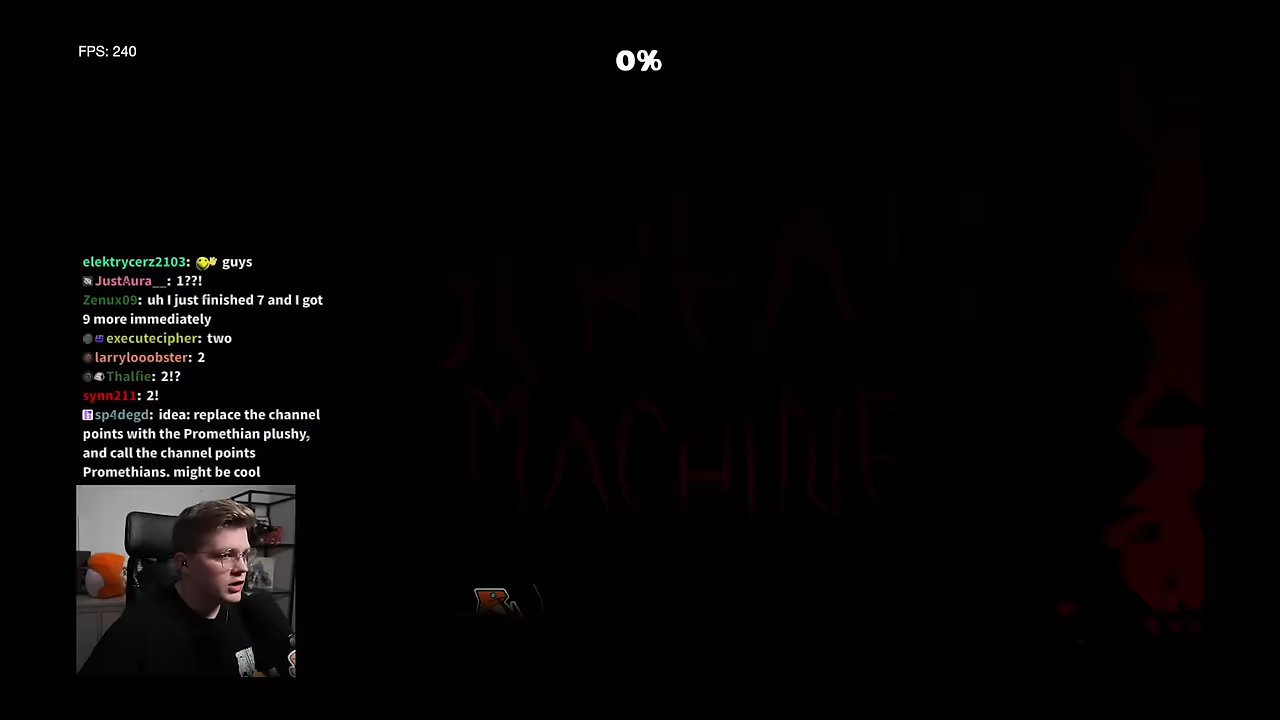 FPS: 240
0%
elektrycerz2103: guys
JustAura__: 1??!
Zenux09: uh I just finished 7 and I got
9 more immediately
executecipher: two
larrylooobster: 2
Thalfie: 2!?
synn211: 2!
sp4degd: idea: replace the channel
points with the Promethian plushy,
and call the channel points
Promethians. might be cool
SCREAM
MACHINE